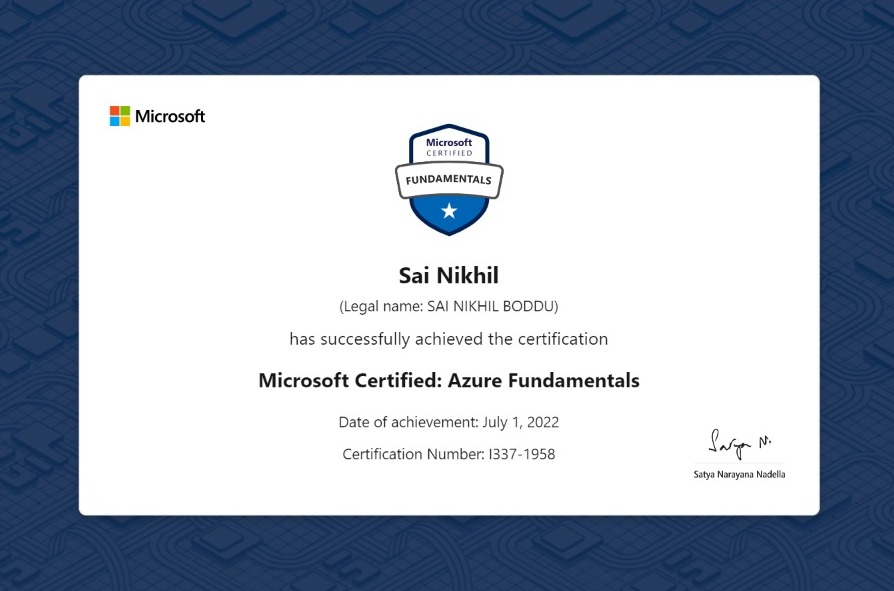 Microsoft
Microsoft
CERTIFIED
FUNDAMENTALS
Sai Nikhil
(Legal name: SAI NIKHIL BODDU)
has successfully achieved the certification
Microsoft Certified: Azure Fundamentals
Date of achievement: July 1, 2022
Certification Number: I337-1958
Satya N.
Satya Narayana Nadella